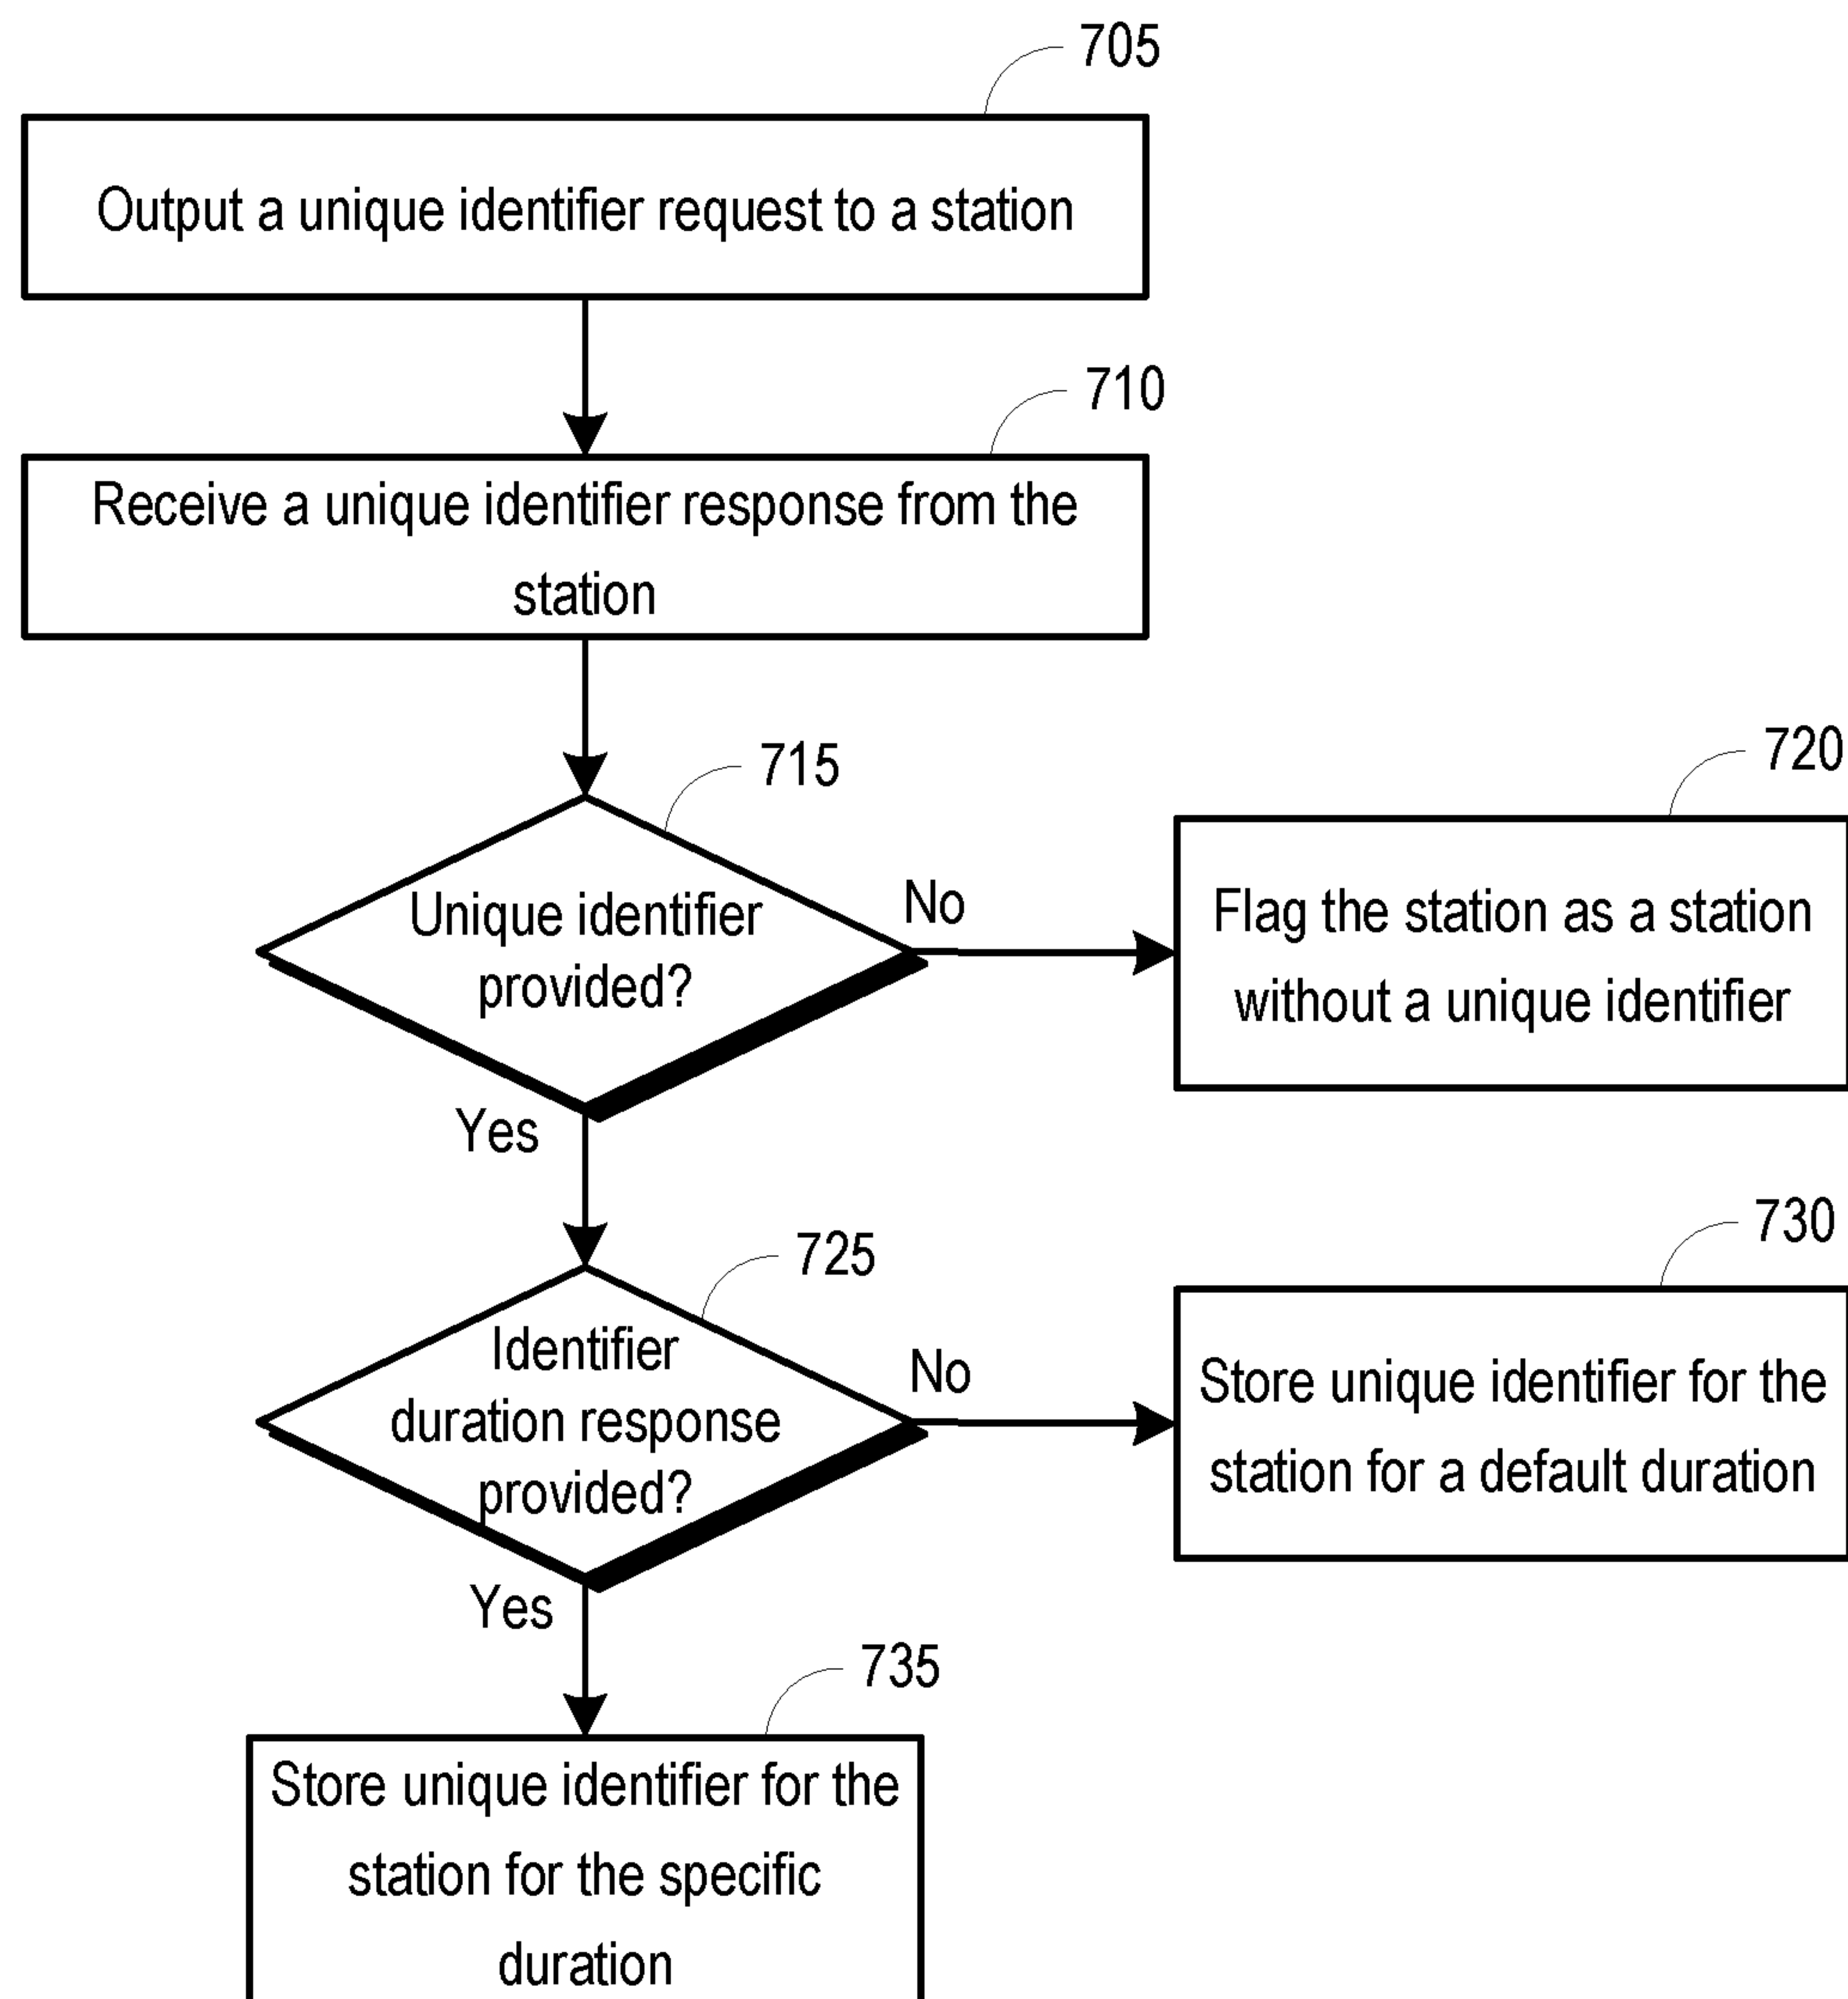 705
Output a unique identifier request to a station
710
Receive a unique identifier response from the
station
715
Unique identifier
provided?
No
720
Flag the station as a station
without a unique identifier
Yes
725
Identifier
duration response
provided?
No
730
Store unique identifier for the
station for a default duration
Yes
735
Store unique identifier for the
station for the specific
duration